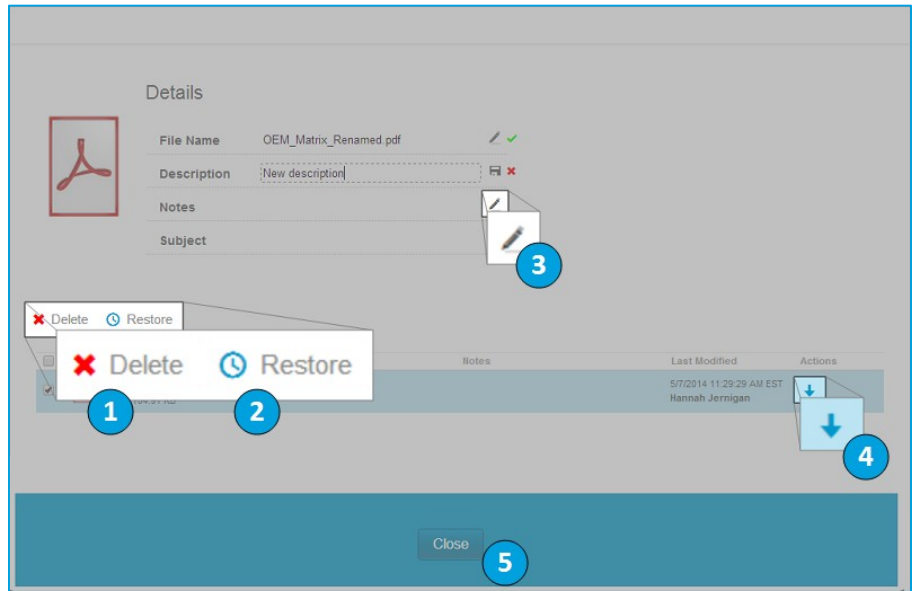 Details
File Name OEM_Matrix_Renamed.pdf
Description New description
Notes
Subject
3
Delete Restore
Delete Restore
Notes Last Modified Actions
5/7/2014 11:29:29 AM EST
Hannah Jernigan
1 2
4
Close
5